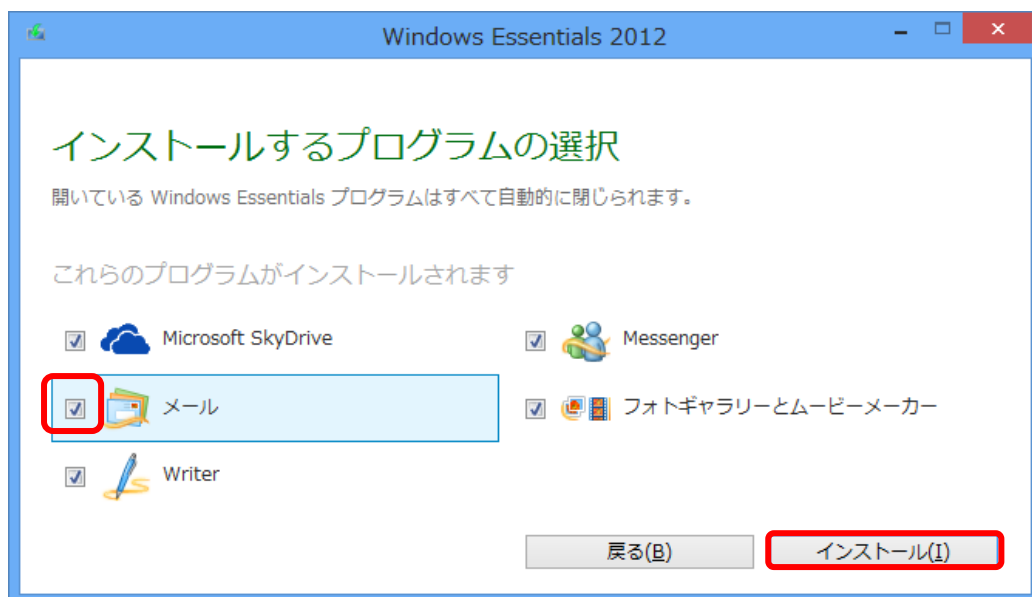 Windows Essentials 2012
インストールするプログラムの選択
開いている Windows Essentials プログラムはすべて自動的に閉じられます。
これらのプログラムがインストールされます
Microsoft SkyDrive
Messenger
メール
フォトギャラリーとムービーメーカー
Writer
戻る(B)
インストール(I)